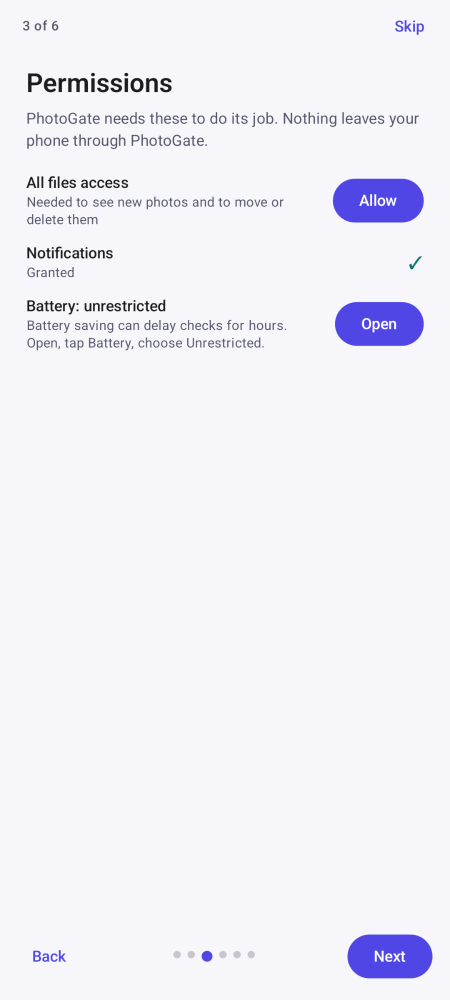 3 of 6
Skip
Permissions
PhotoGate needs these to do its job. Nothing leaves your
phone through PhotoGate.
All files access
Needed to see new photos and to move or
delete them
Allow
Notifications
Granted
✓
Battery: unrestricted
Battery saving can delay checks for hours.
Open, tap Battery, choose Unrestricted.
Open
Back
Next